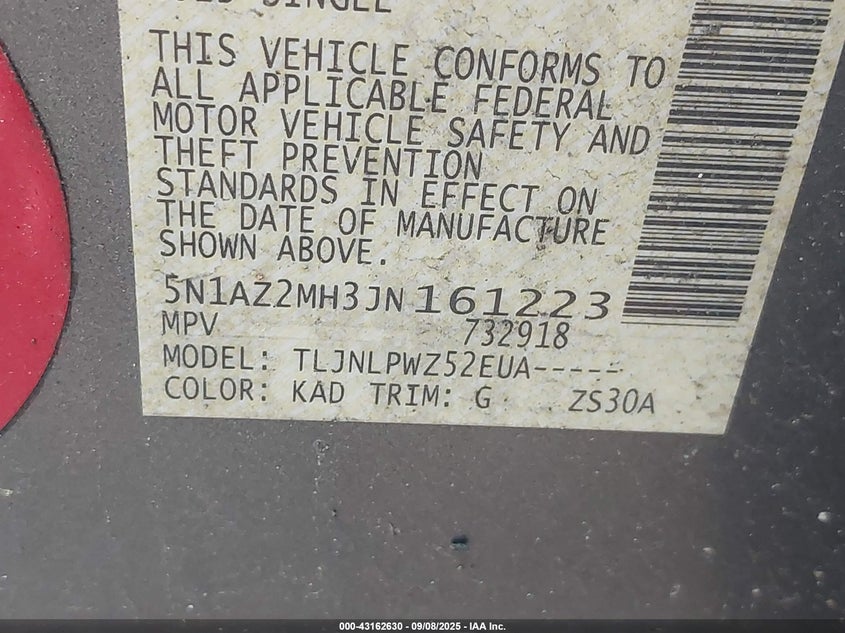 THIS VEHICLE CONFORMS TO
ALL APPLICABLE FEDERAL
MOTOR VEHICLE SAFETY AND
THEFT PREVENTION
STANDARDS IN EFFECT ON
THE DATE OF MANUFACTURE
SHOWN ABOVE.
5N1AZ2MH3JN161223
MPV 732918
MODEL: TLJNLPWZ52EUA-----
COLOR: KAD TRIM: G ZS30A
000-43162630 - 09/08/2025 - IAA Inc.